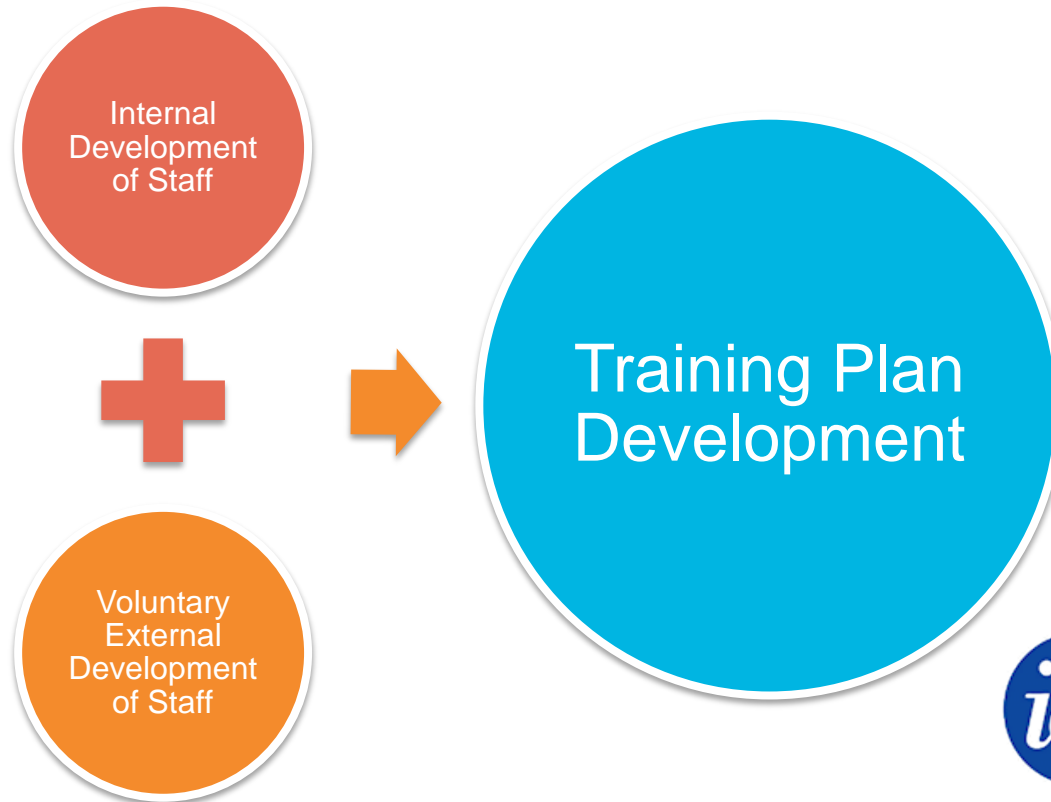 Internal
Development
of Staff
Training Plan
Development
Voluntary
External
Development
of Staff
i